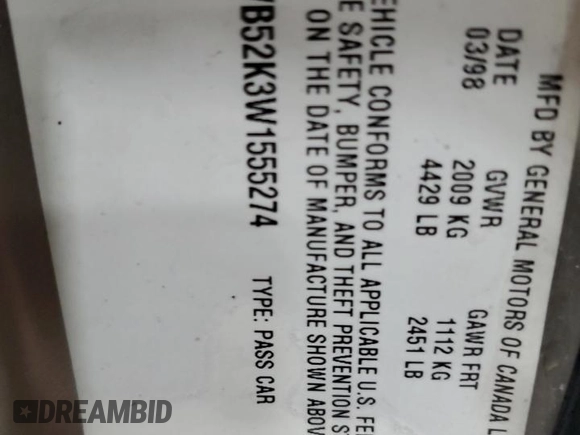 MFD BY GENERAL MOTORS OF CANADA L
DATE GVWR GAWR FRT
03/98 2009 KG 1112 KG
4429 LB 2451 LB
EHICLE CONFORMS TO ALL APPLICABLE U.S. FE
E SAFETY, BUMPER, AND THEFT PREVENTION S
ON THE DATE OF MANUFACTURE SHOWN ABOV
B52K3W1555274 TYPE: PASS CAR
DREAMBID